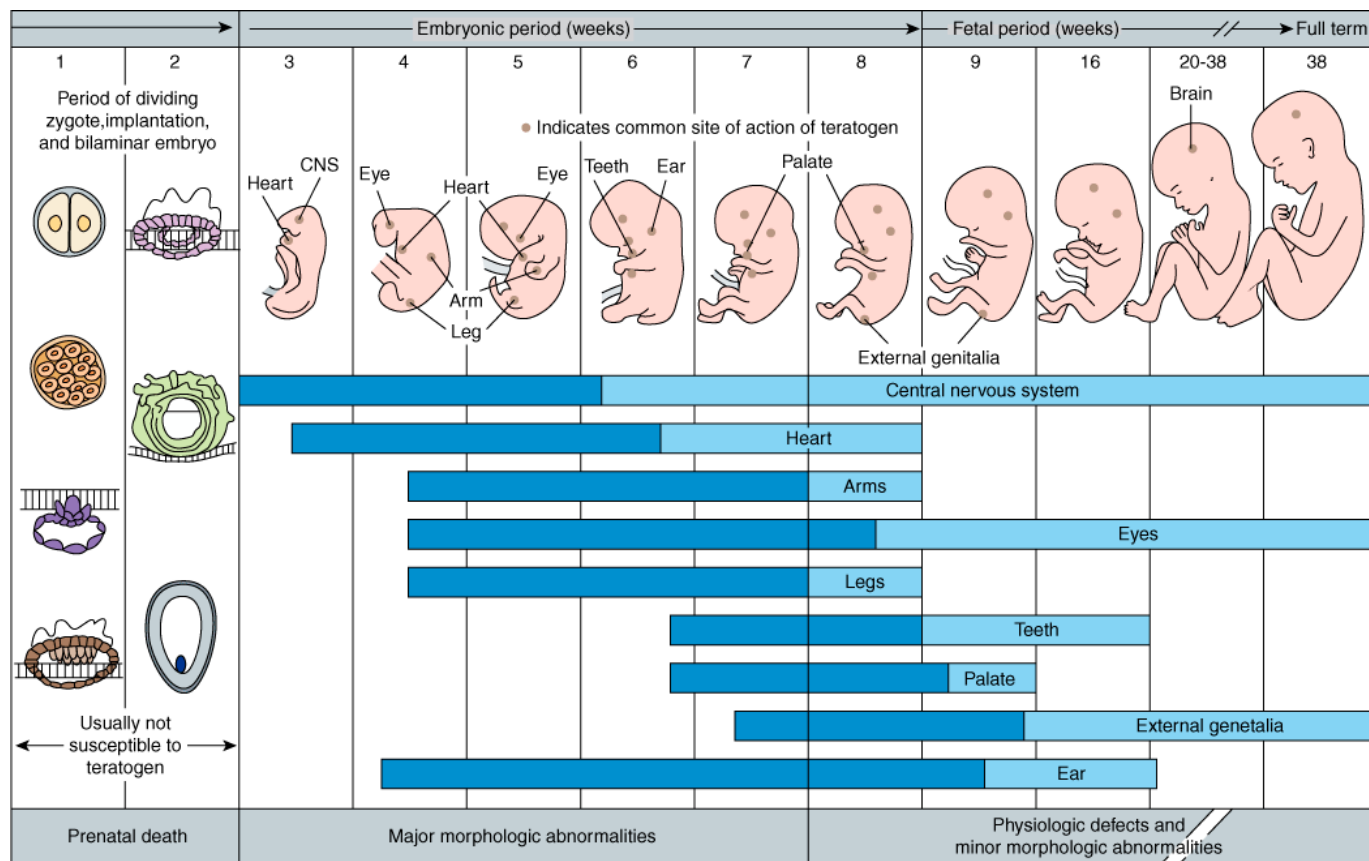 Embryonic period (weeks)
Fetal period (weeks)
Full term
1
2
3
4
5
6
7
8
9
16
20-38
38
Period of dividing
zygote,implantation,
and bilaminar embryo
Indicates common site of action of teratogen
Brain
CNS
Heart
Eye
Heart
Eye
Teeth
Ear
Palate
Arm
Leg
External genitalia
Central nervous system
Heart
Arms
Eyes
Legs
Teeth
Palate
External genetalia
Ear
Usually not
susceptible to
teratogen
Prenatal death
Major morphologic abnormalities
Physiologic defects and
minor morphologic abnormalities